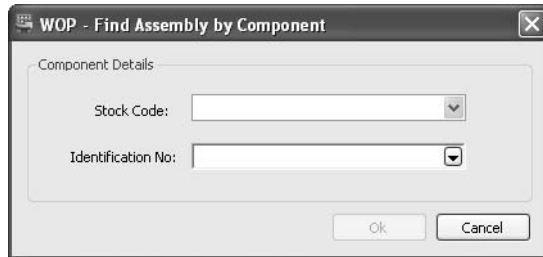 WOP - Find Assembly by Component
Component Details
Stock Code:
Identification No:
Ok
Cancel